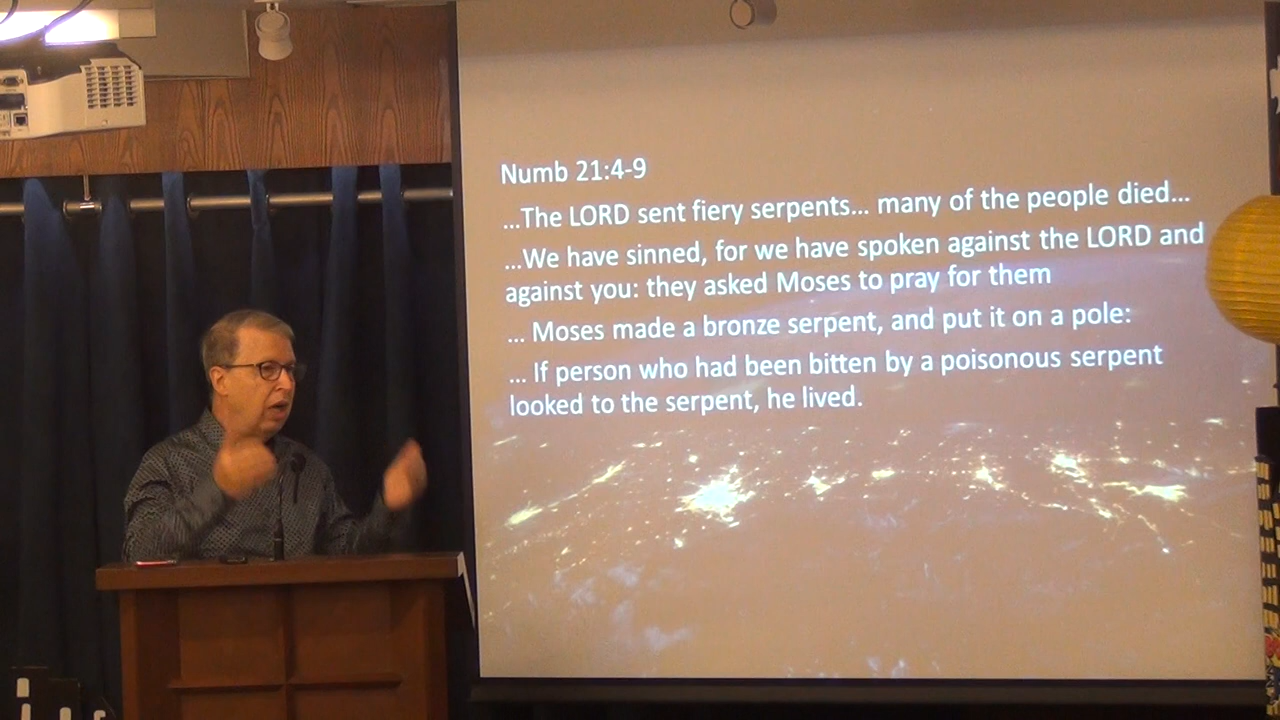 Numb 21:4-9
...The LORD sent fiery serpents... many of the people died...
...We have sinned, for we have spoken against the LORD and
against you: they asked Moses to pray for them
... Moses made a bronze serpent, and put it on a pole:
... If person who had been bitten by a poisonous serpent
looked to the serpent, he lived.